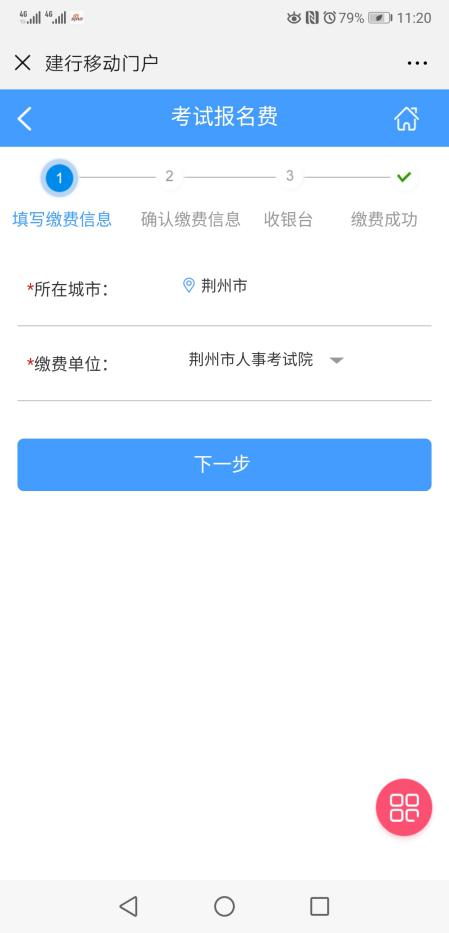 4G 4G 79% 11:20
建行移动门户
考试报名费
1 2 3
填写缴费信息 确认缴费信息 收银台 缴费成功
*所在城市： 荆州市
*缴费单位： 荆州市人事考试院
下一步